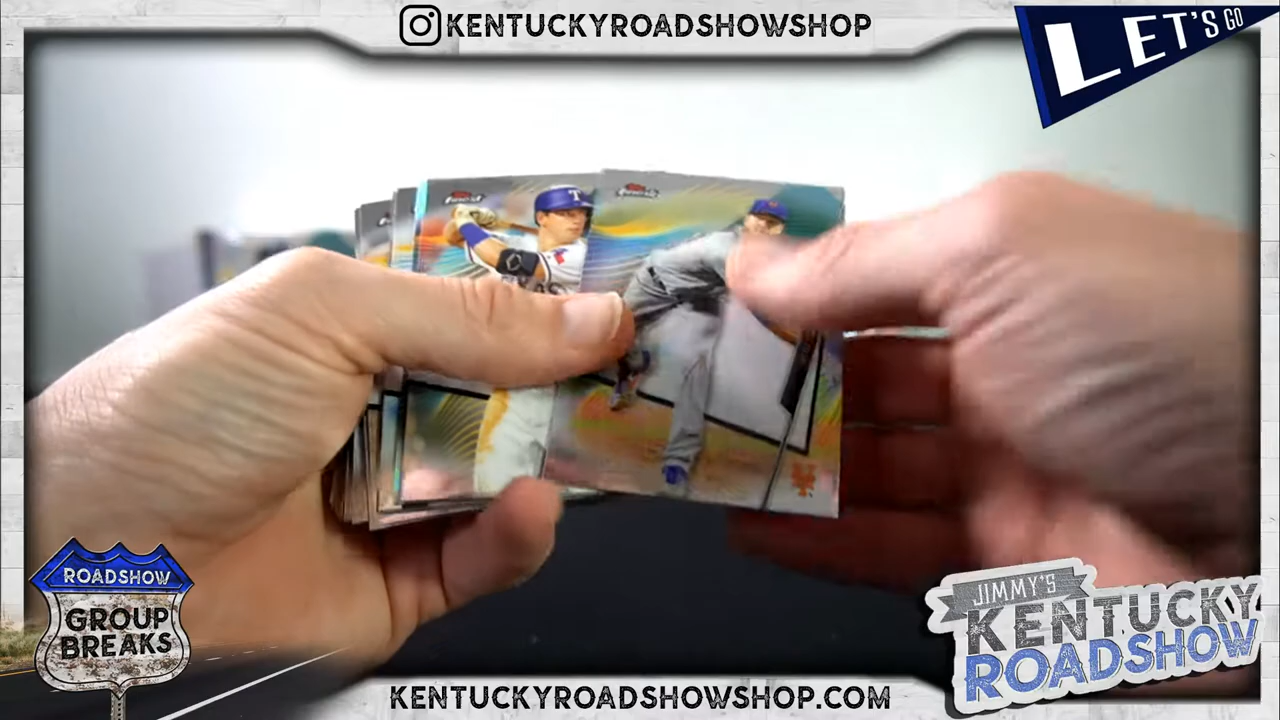 KENTUCKYROADSHOWSHOP
LET'S GO
T
ROADSHOW
GROUP
BREAKS
JIMMY'S
KENTUCKY
ROADSHOW
KENTUCKYROADSHOWSHOP.COM